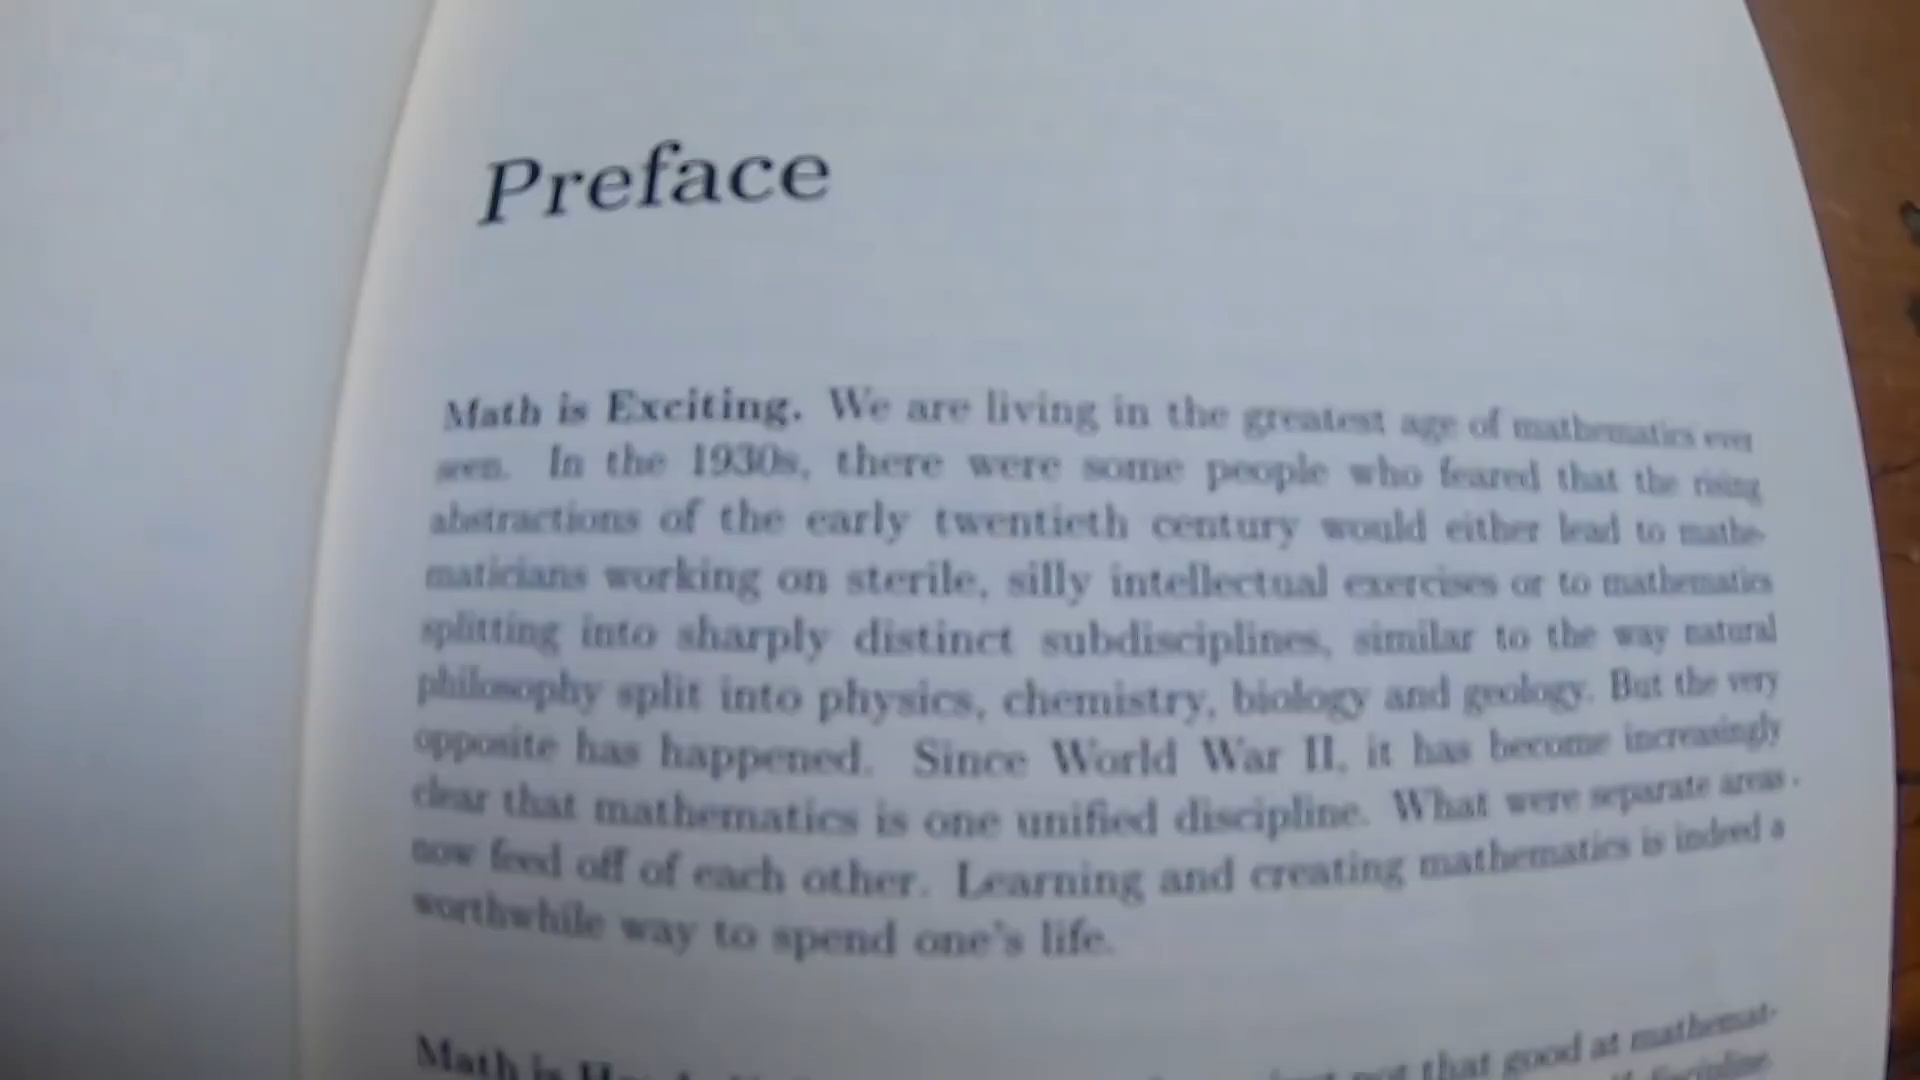 Preface
Math is Exciting. We are living in the greatest age of mathematics ever
seen. In the 1930s, there were some people who feared that the rising
abstractions of the early twentieth century would either lead to mathe-
maticians working on sterile, silly intellectual exercises or to mathematics
splitting into sharply distinct subdisciplines, similar to the way natural
philosophy split into physics, chemistry, biology and geology. But the very
opposite has happened. Since World War II, it has become increasingly
clear that mathematics is one unified discipline. What were separate areas
now feed off of each other. Learning and creating mathematics is indeed a
worthwhile way to spend one's life.
Math is not that good at mathemat-
discipline